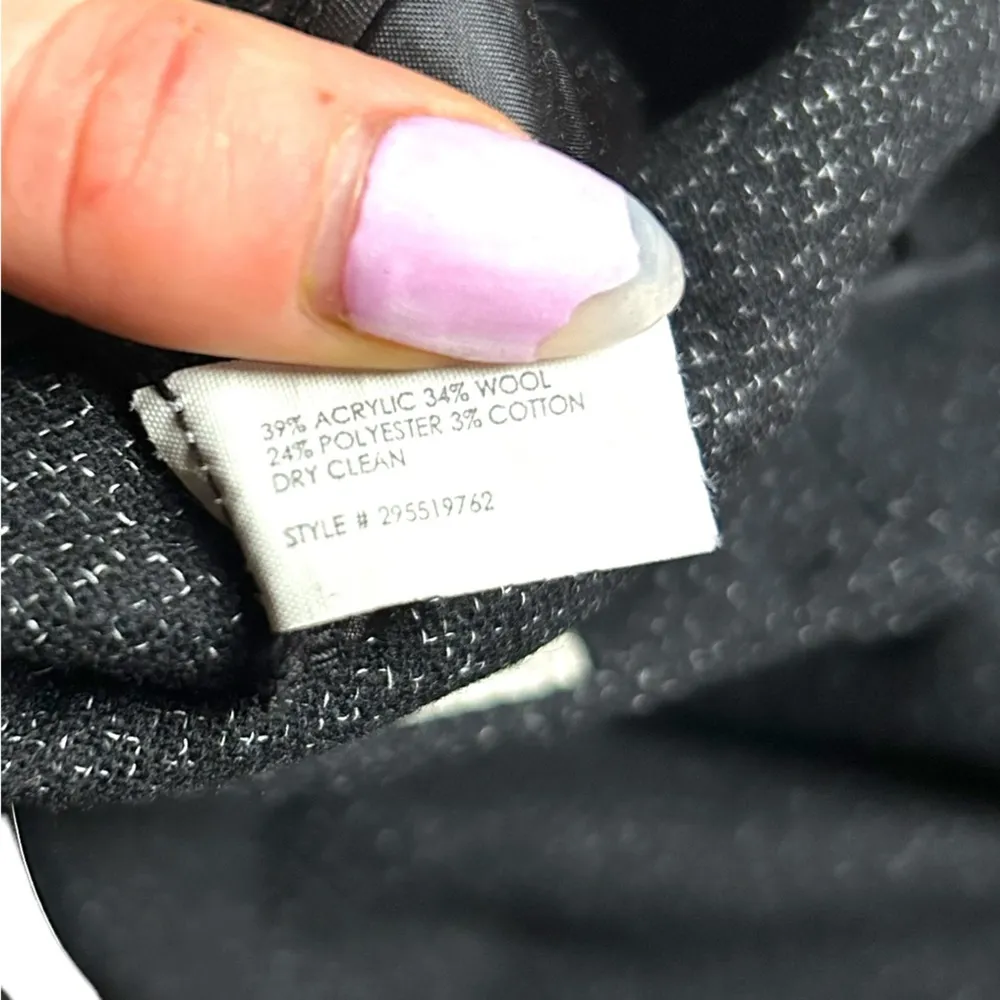 39% ACRYLIC 34% WOOL
24% POLYESTER 3% COTTON
DRY CLEAN
STYLE # 295519762